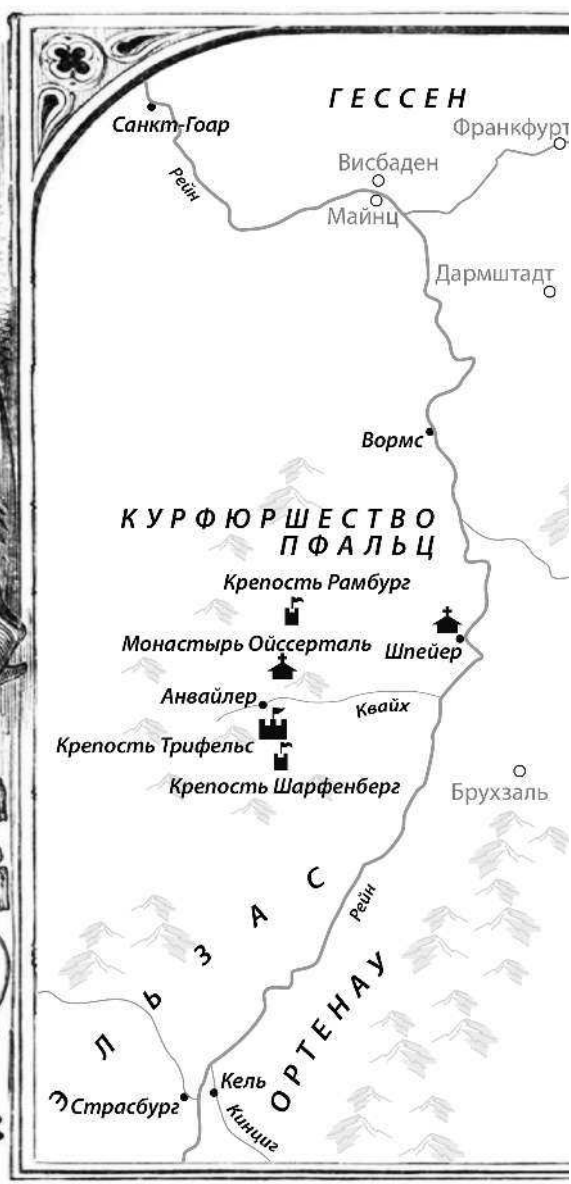 ГЕССЕН
Санкт-Гоар
Франкфурт
Висбаден
Рейн
Майнц
Дармштадт
Вормс
КУРФЮРШЕСТВО
ПФАЛЬЦ
Крепость Рамбург
Монастырь Ойссерталь
Шпейер
Анвайлер
Квайх
Крепость Трифельс
Крепость Шарфенберг
Брухзаль
ЭЛЬЗАС
Рейн
ОРТЕНАУ
Кель
Страсбург
Кинциг